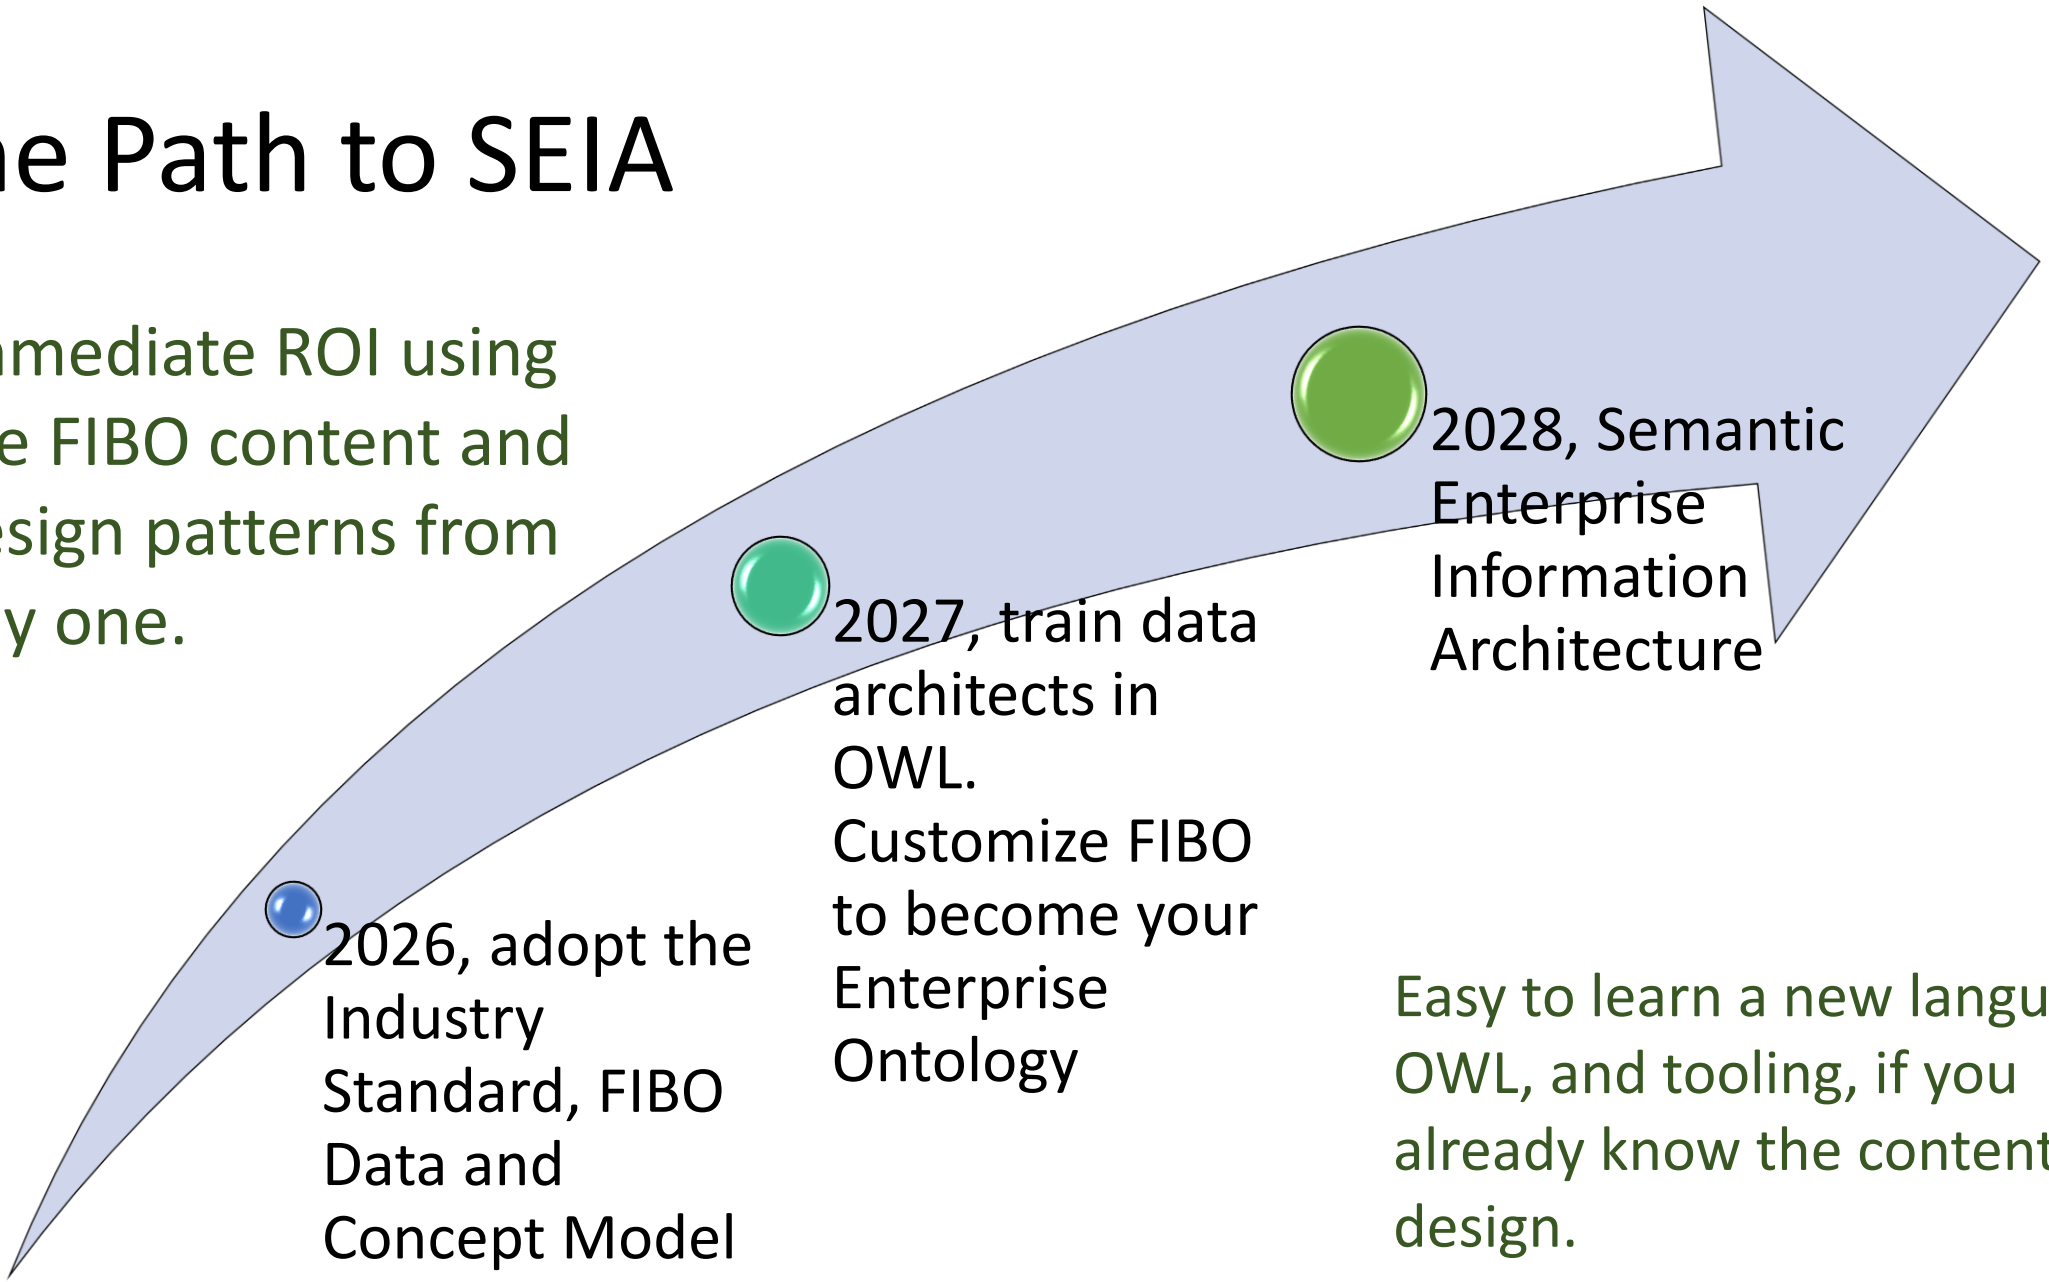 ne Path to SEIA
nmediate ROI using
e FIBO content and
esign patterns from
y one.
2026, adopt the
Industry
Standard, FIBO
Data and
Concept Model
2027, train data
architects in
OWL.
Customize FIBO
to become your
Enterprise
Ontology
2028, Semantic
Enterprise
Information
Architecture
Easy to learn a new langu
OWL, and tooling, if you
already know the content
design.